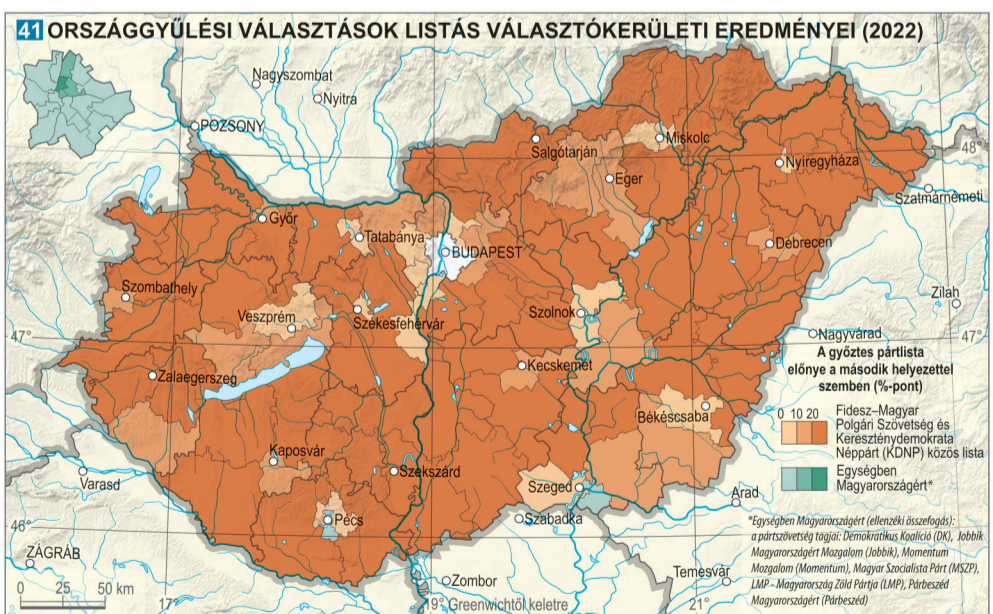 41 ORSZÁGGYŰLÉSI VÁLASZTÁSOK LISTÁS VÁLASZTÓKERÜLETI EREDMÉNYEI (2022)
Nagyszombat
Nyitra
POZSONY
Miskolc
Salgótarján
48°
48°
Nyíregyháza
Eger
Szatmárnémeti
Győr
Tatabánya
BUDAPEST
Debrecen
Szombathely
Zilah
Veszprém
Székesfehérvár
Szolnok
47°
47°
Nagyvárad
Kecskemét
Zalaegerszeg
A győztes pártlista
előnye a második helyezettel
szemben (%-pont)
0 10 20
Fidesz–Magyar
Polgári Szövetség és
Kereszténydemokrata
Néppárt (KDNP) közös lista
Egységben
Magyarországért*
Békéscsaba
Kaposvár
Szekszárd
Varasd
Szeged
Arad
Pécs
Szabadka
46°
46°
*Egységben Magyarországért (ellenzéki összefogás):
a pártszövetség tagjai: Demokratikus Koalíció (DK), Jobbik
Magyarországért Mozgalom (Jobbik), Momentum
Mozgalom (Momentum), Magyar Szocialista Párt (MSZP),
LMP - Magyarország Zöld Pártja (LMP), Párbeszéd
Magyarországért (Párbeszéd)
ZÁGRÁB
Temesvár
Zombor
0 25 50 km
17°
19° Greenwichtől keletre
21°